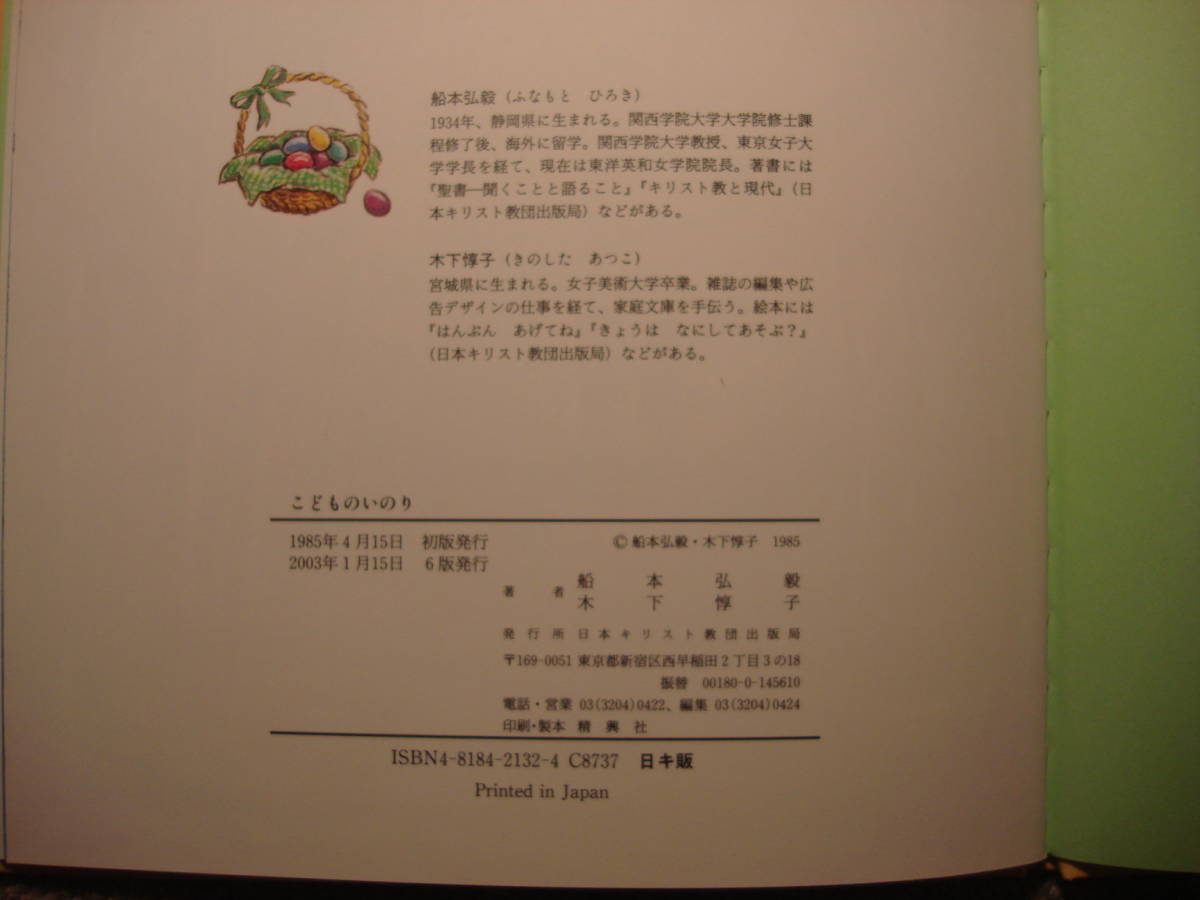 船本弘毅（ふなもと　ひろき）
1934年、静岡県に生まれる。関西学院大学大学院修士課
程修了後、海外に留学。関西学院大学教授、東京女子大
学学長を経て、現在は東洋英和女学院院長。著書には
『聖書―聞くことと語ること』『キリスト教と現代』（日
本キリスト教団出版局）などがある。
木下惇子（きのした　あつこ）
宮城県に生まれる。女子美術大学卒業。雑誌の編集や広
告デザインの仕事を経て、家庭文庫を手伝う。絵本には
『はんぶん　あげてね』『きょうは　なにしてあそぶ？』
（日本キリスト教団出版局）などがある。
こどものいのり
1985年4月15日　初版発行　© 船本弘毅・木下惇子　1985
2003年1月15日　6版発行
著者　船本弘毅
木下惇子
発行所 日本キリスト教団出版局
〒169-0051 東京都新宿区西早稲田2丁目3の18
振替　00180-0-145610
電話・営業 03(3204)0422、編集 03(3204)0424
印刷・製本 精興社
ISBN4-8184-2132-4 C8737　日キ販
Printed in Japan